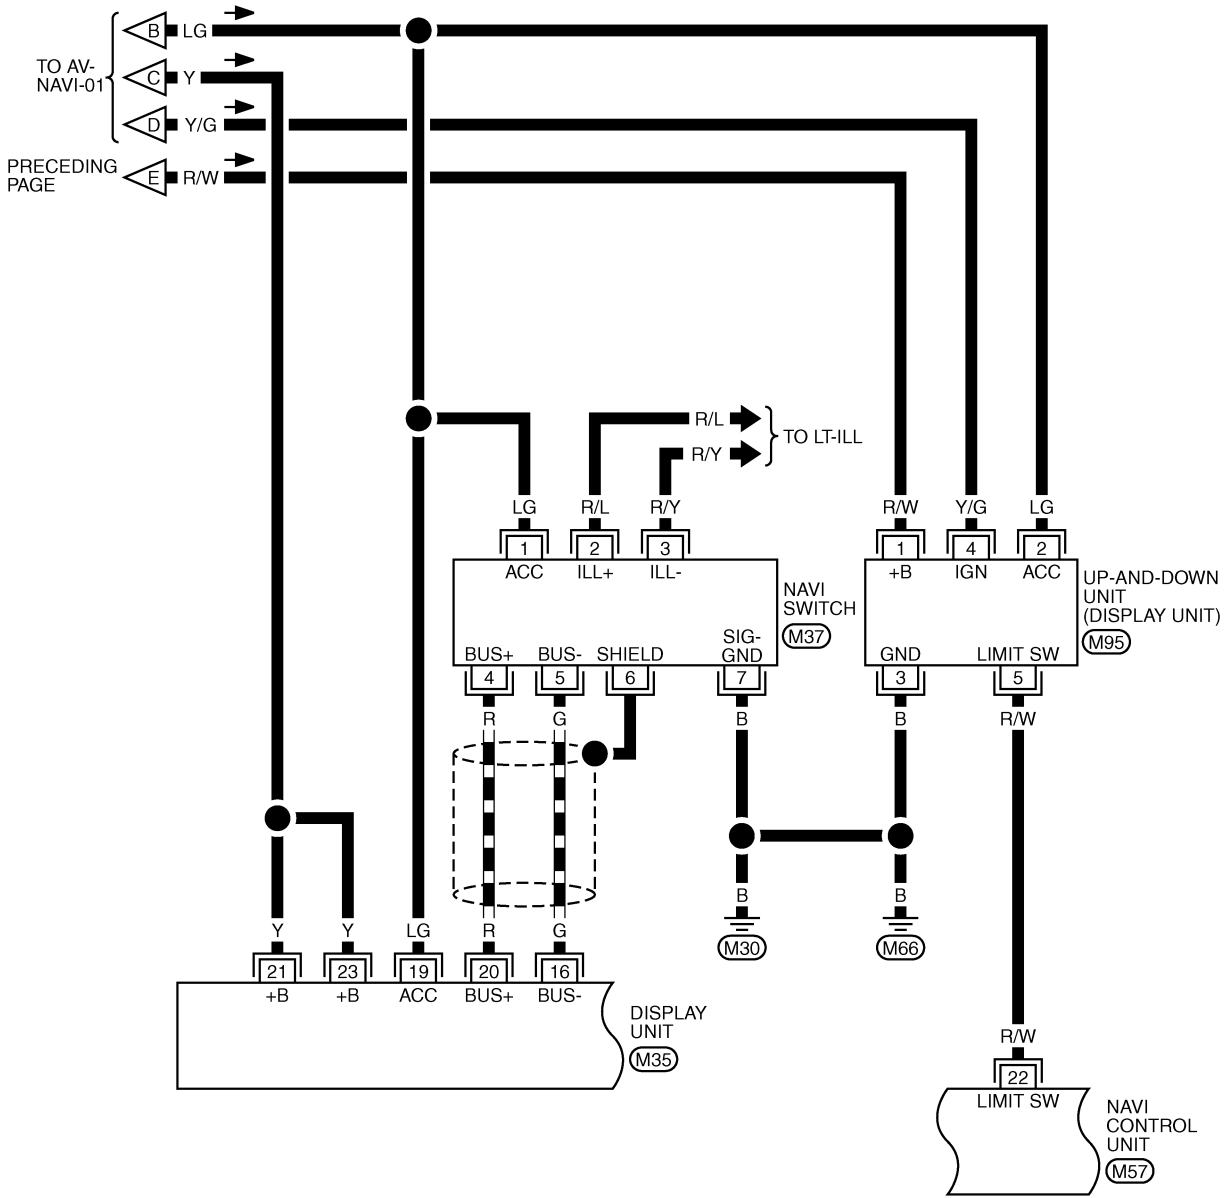 B LG
TO AV-
NAVI-01
C Y
D Y/G
PRECEDING
PAGE
E R/W
R/L
R/Y
TO LT-ILL
LG R/L R/Y R/W Y/G LG
1 2 3 1 4 2
ACC ILL+ ILL- +B IGN ACC
NAVI
SWITCH
M37
UP-AND-DOWN
UNIT
(DISPLAY UNIT)
M95
BUS+ BUS- SHIELD SIG-
GND
GND LIMIT SW
4 5 6 7 3 5
R G B B R/W
B B
M30 M66
Y Y LG R G
21 23 19 20 16
+B +B ACC BUS+ BUS-
DISPLAY
UNIT
M35
R/W
22
LIMIT SW
NAVI
CONTROL
UNIT
M57